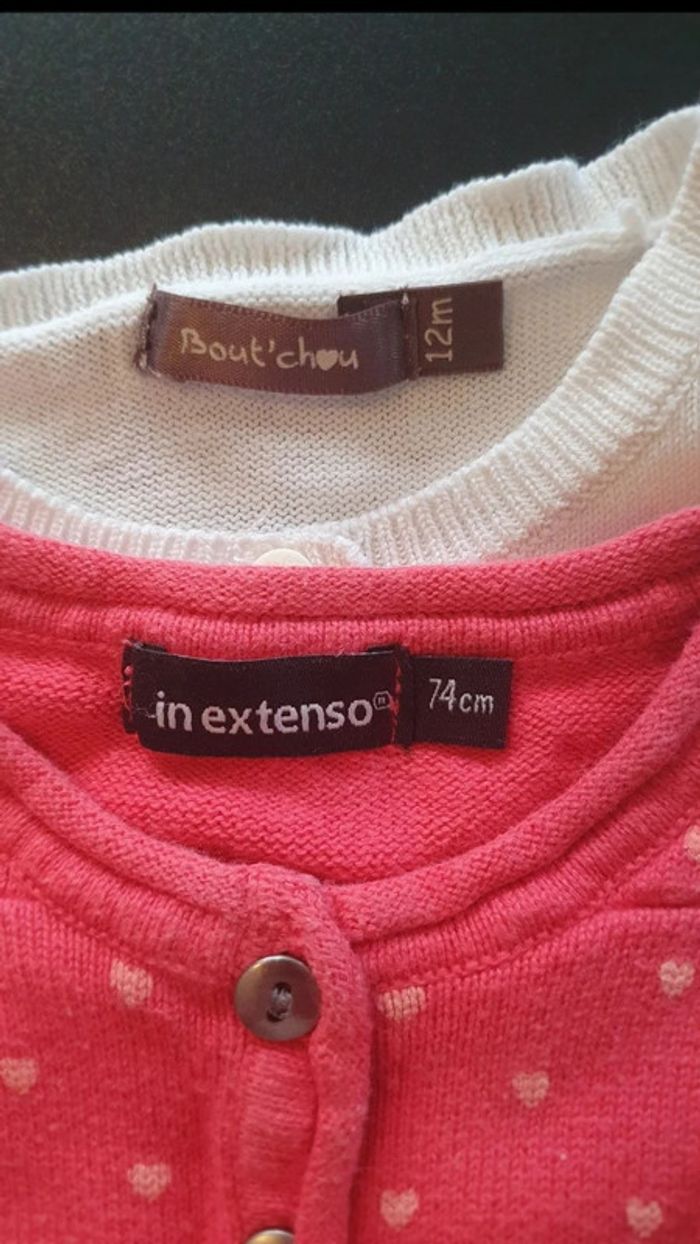 Bout'chou
12m
in extenso®
74cm